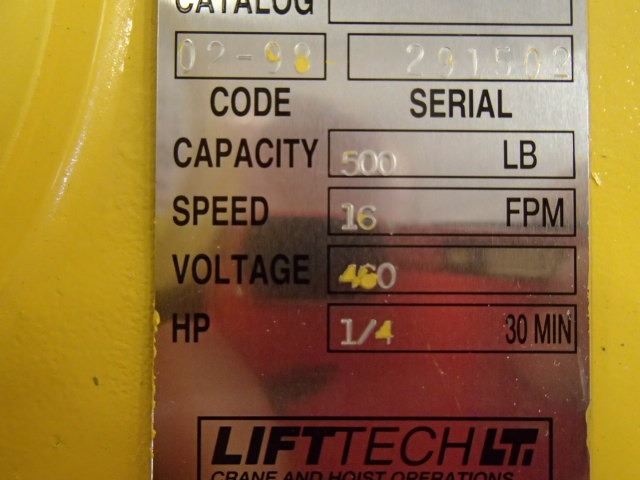 CATALOG
02-98 291502
CODE SERIAL
CAPACITY 500 LB
SPEED 16 FPM
VOLTAGE 460
HP 1/4 30 MIN
LIFTTECH LT.
CRANE AND HOIST OPERATIONS